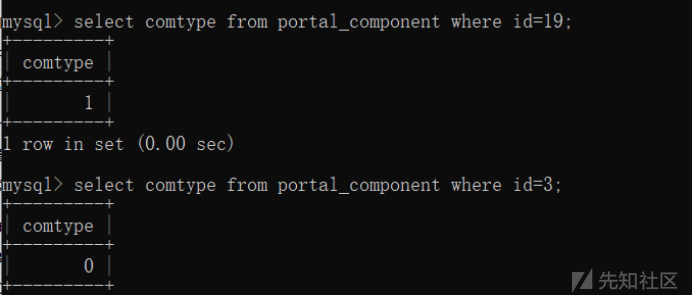 mysql> select comtype from portal_component where id=19;
+---------+
| comtype |
+---------+
|       1 |
+---------+
1 row in set (0.00 sec)
mysql> select comtype from portal_component where id=3;
+---------+
| comtype |
+---------+
|       0 |
+---------+
先知社区